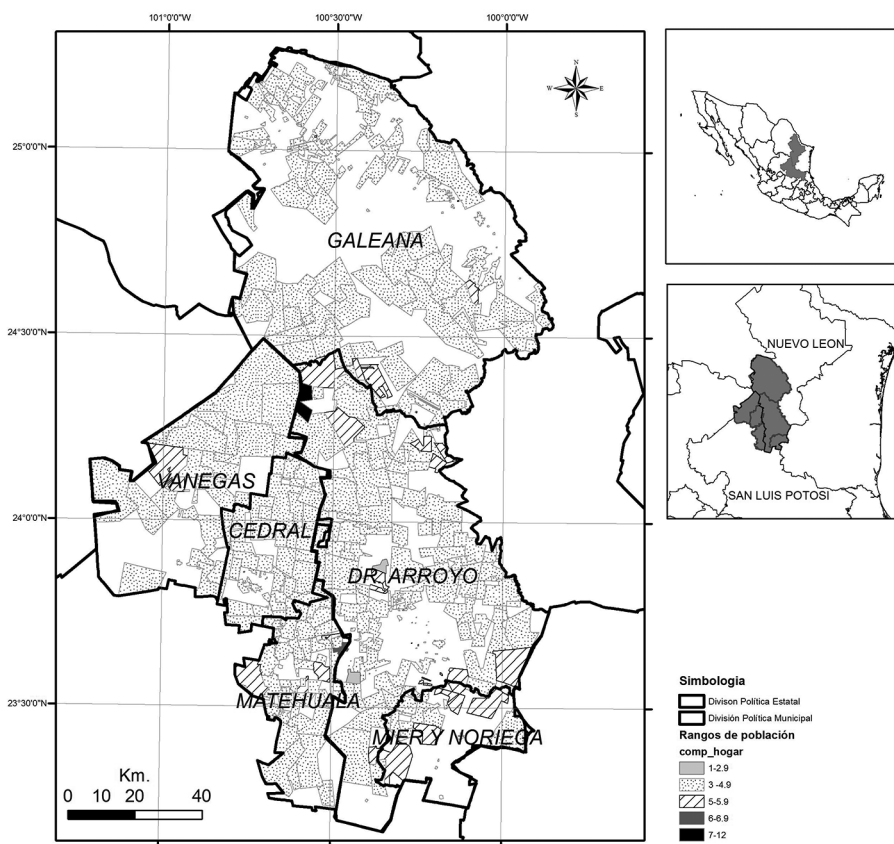 101°0'0"W 100°30'0"W 100°0'0"W
N
W E
S
25°0'0"N
GALEANA
24°30'0"N
NUEVO LEON
VANEGAS
SAN LUIS POTOSI
24°0'0"N
CEDRAL
DR. ARROYO
23°30'0"N
MATEHUALA
MIER Y NORIEGA
Km.
0 10 20 40
Simbologia
Divison Política Estatal
División Política Municipal
Rangos de población
comp_hogar
1-2.9
3 -4.9
5-5.9
6-6.9
7-12